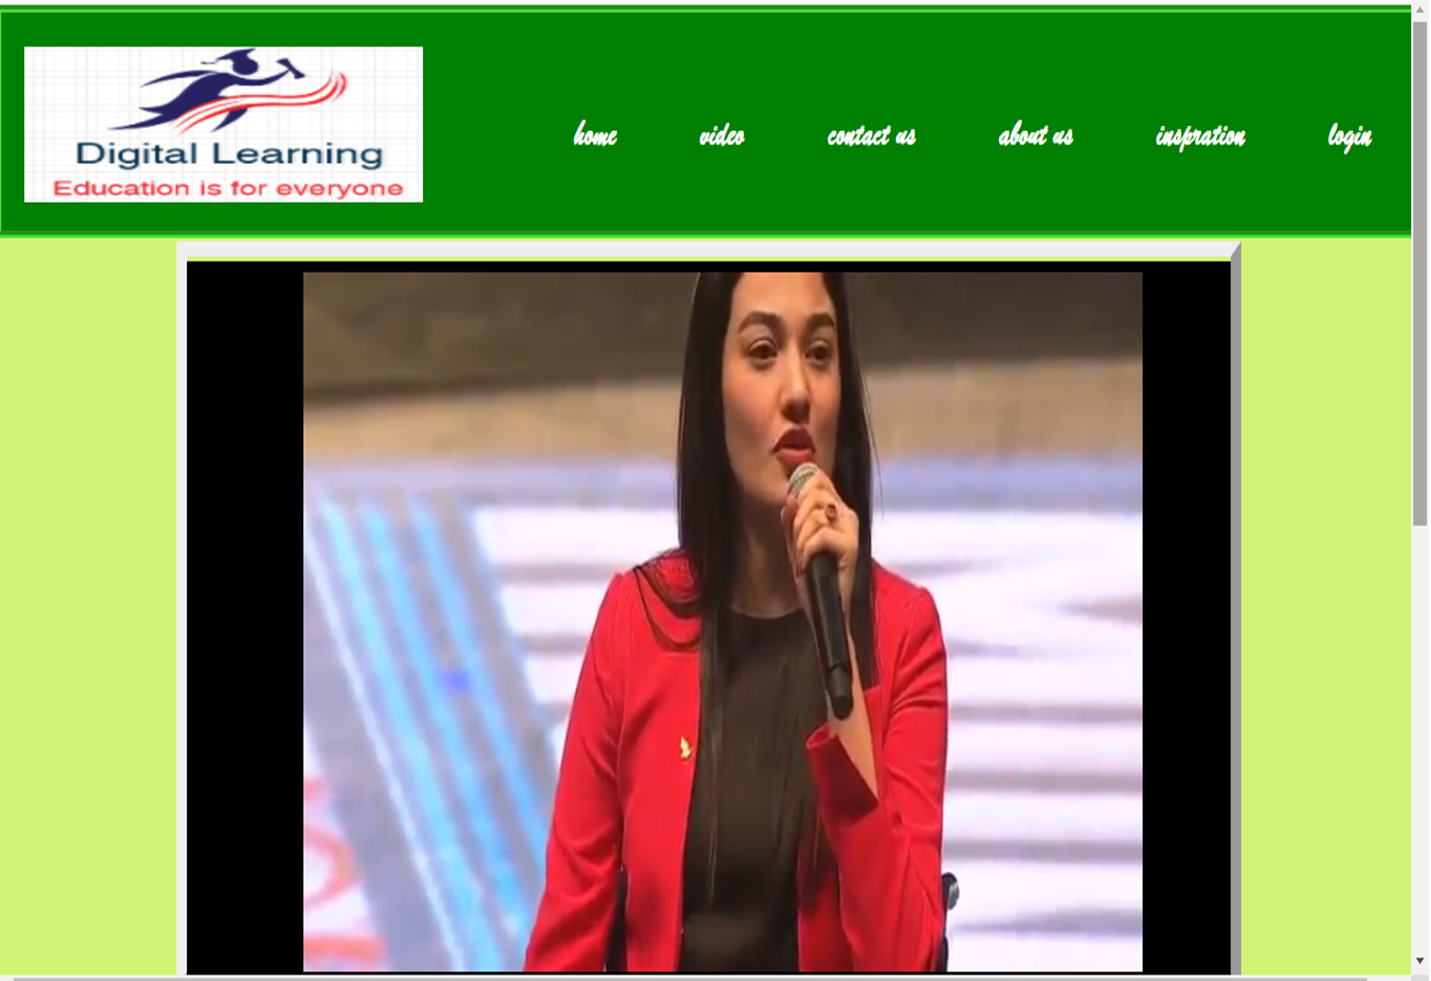 Digital Learning
Education is for everyone
home video contact us about us inspration login